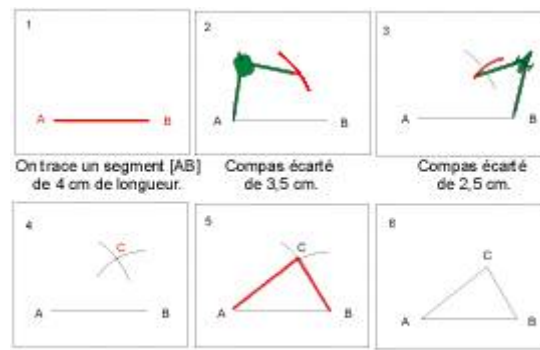 1
A B
On trace un segment [AB]
de 4 cm de longueur.
2
A B
Compas écarté
de 3,5 cm.
3
A B
Compas écarté
de 2,5 cm.
4
C
A B
5
C
A B
6
C
A B